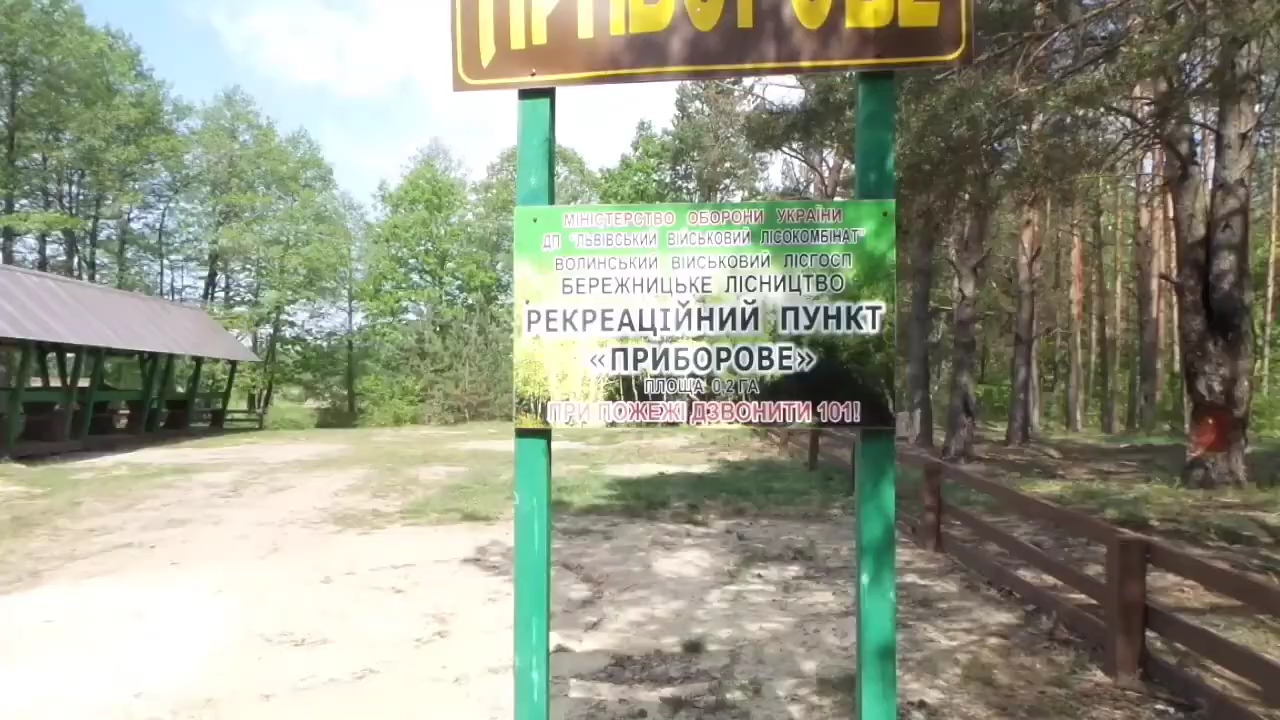 ПРИБОРОВЕ
МІНІСТЕРСТВО ОБОРОНИ УКРАЇНИ
ДП "ЛЬВІВСЬКИЙ ВІЙСЬКОВИЙ ЛІСОКОМБІНАТ"
ВОЛИНСЬКИЙ ВІЙСЬКОВИЙ ЛІСГОСП
БЕРЕЖНИЦЬКЕ ЛІСНИЦТВО
РЕКРЕАЦІЙНИЙ ПУНКТ
«ПРИБОРОВЕ»
ПЛОЩА 0,2 ГА
ПРИ ПОЖЕЖІ ДЗВОНИТИ 101!